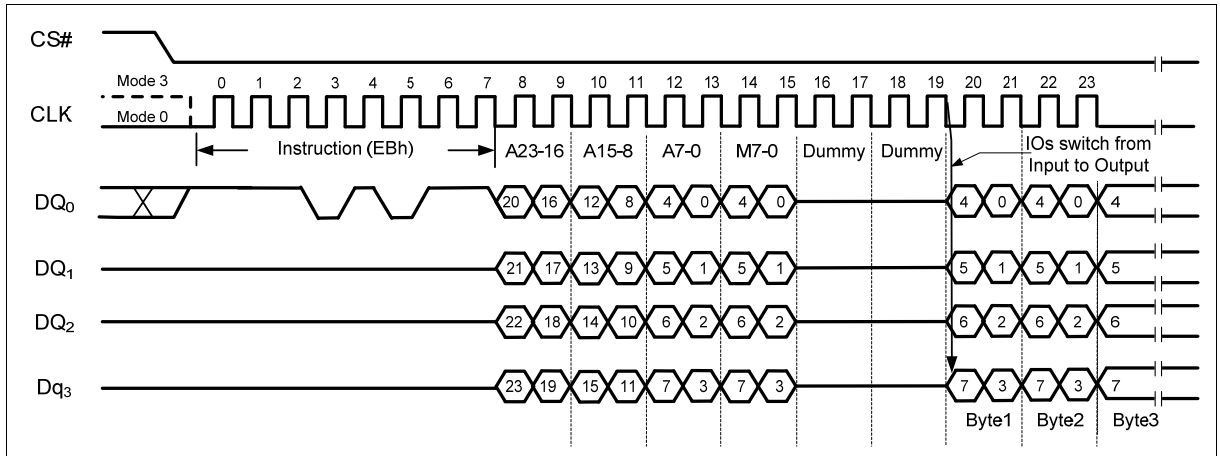 CS#
Mode 3
0 1 2 3 4 5 6 7 8 9 10 11 12 13 14 15 16 17 18 19 20 21 22 23
CLK
Mode 0
Instruction (EBh)
A23-16 A15-8 A7-0 M7-0 Dummy Dummy
IOs switch from
Input to Output
DQ0 20 16 12 8 4 0 4 0 4 0 4 0 4
DQ1 21 17 13 9 5 1 5 1 5 1 5 1 5
DQ2 22 18 14 10 6 2 6 2 6 2 6 2 6
Dq3 23 19 15 11 7 3 7 3 7 3 7 3 7
Byte1 Byte2 Byte3